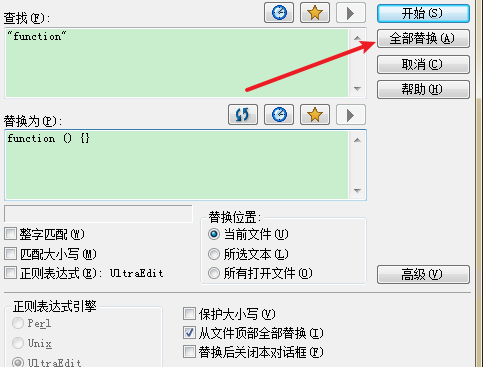 查找(F):
开始(S)
"function"
全部替换(A)
取消(C)
帮助(H)
替换为(P):
function () {}
替换位置:
整字匹配(W)
当前文件(U)
匹配大小写(M)
所选文本(L)
正则表达式(E): UltraEdit
所有打开文件(O)
高级(V)
正则表达式引擎
保护大小写(V)
Perl
从文件顶部全部替换(I)
Unix
替换后关闭本对话框(F)
UltraEdit